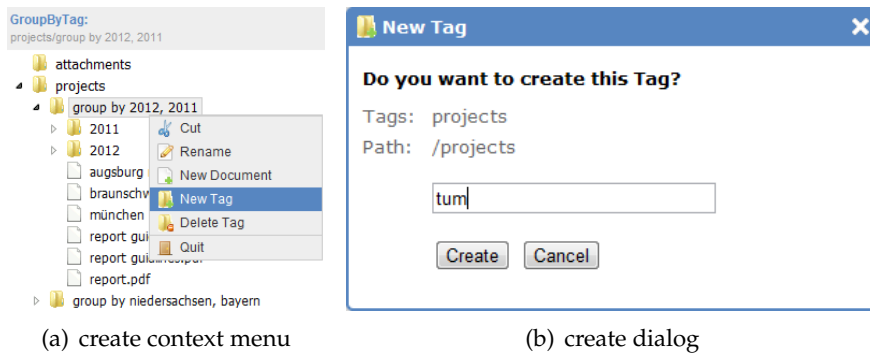 GroupByTag:
projects/group by 2012, 2011
attachments
projects
group by 2012, 2011
2011
2012
augsburg
braunschw
münchen
report gui
report
report.pdf
group by niedersachsen, bayern
Cut
Rename
New Document
New Tag
Delete Tag
Quit
(a) create context menu
New Tag
Do you want to create this Tag?
Tags: projects
Path: /projects
tum
Create Cancel
(b) create dialog